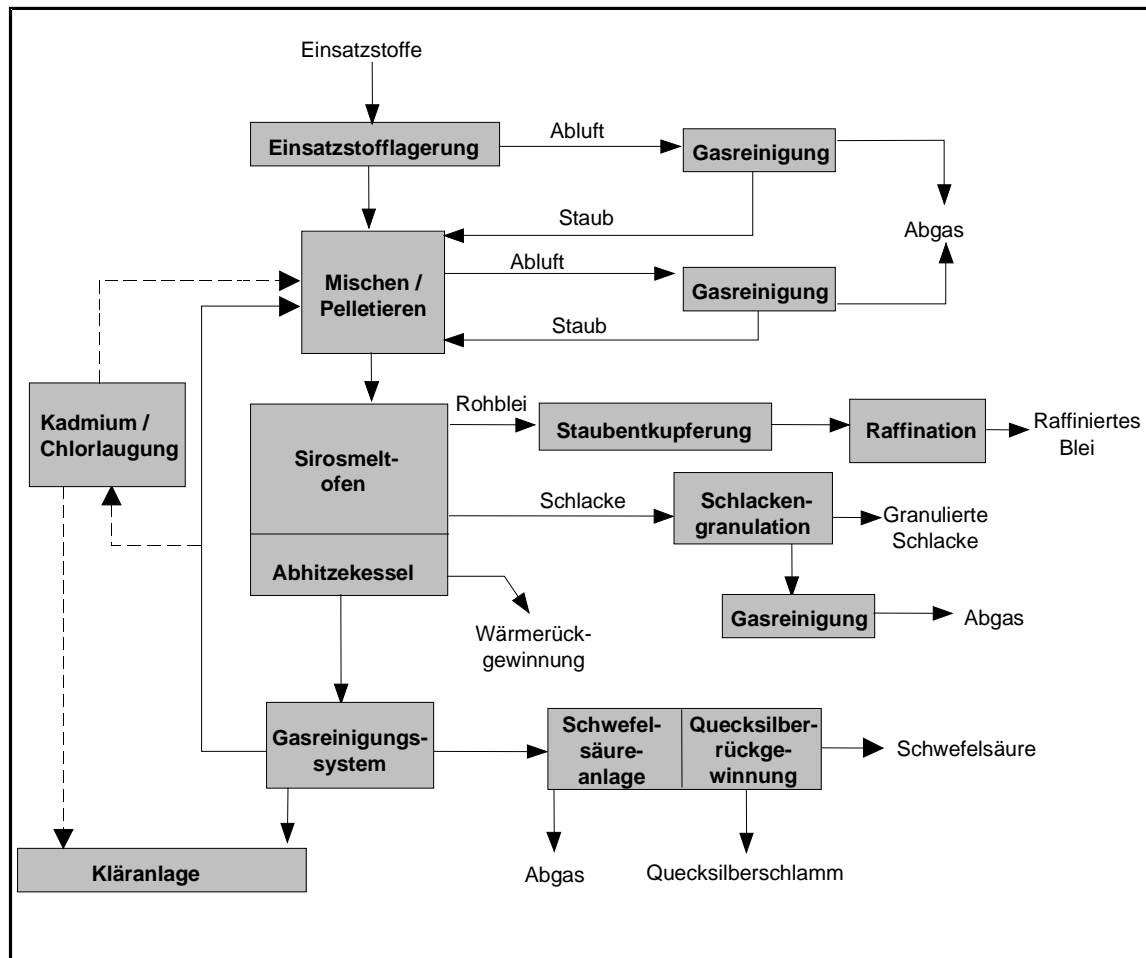 Einsatzstoffe
Einsatzstofflagerung
Abluft
Gasreinigung
Staub
Abgas
Mischen /
Pelletieren
Abluft
Gasreinigung
Staub
Kadmium /
Chlorlaugung
Sirosmelt-
ofen
Abhitzekessel
Rohblei
Staubentkupferung
Raffination
Raffiniertes
Blei
Schlacke
Schlacken-
granulation
Granulierte
Schlacke
Gasreinigung
Abgas
Wärmerück-
gewinnung
Gasreinigungs-
system
Schwefel-
säure-
anlage
Quecksilber-
rückge-
winnung
Schwefelsäure
Kläranlage
Abgas
Quecksilberschlamm